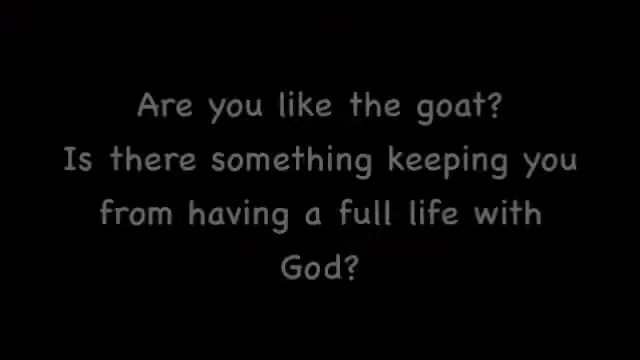 Are you like the goat?
Is there something keeping you
from having a full life with
God?